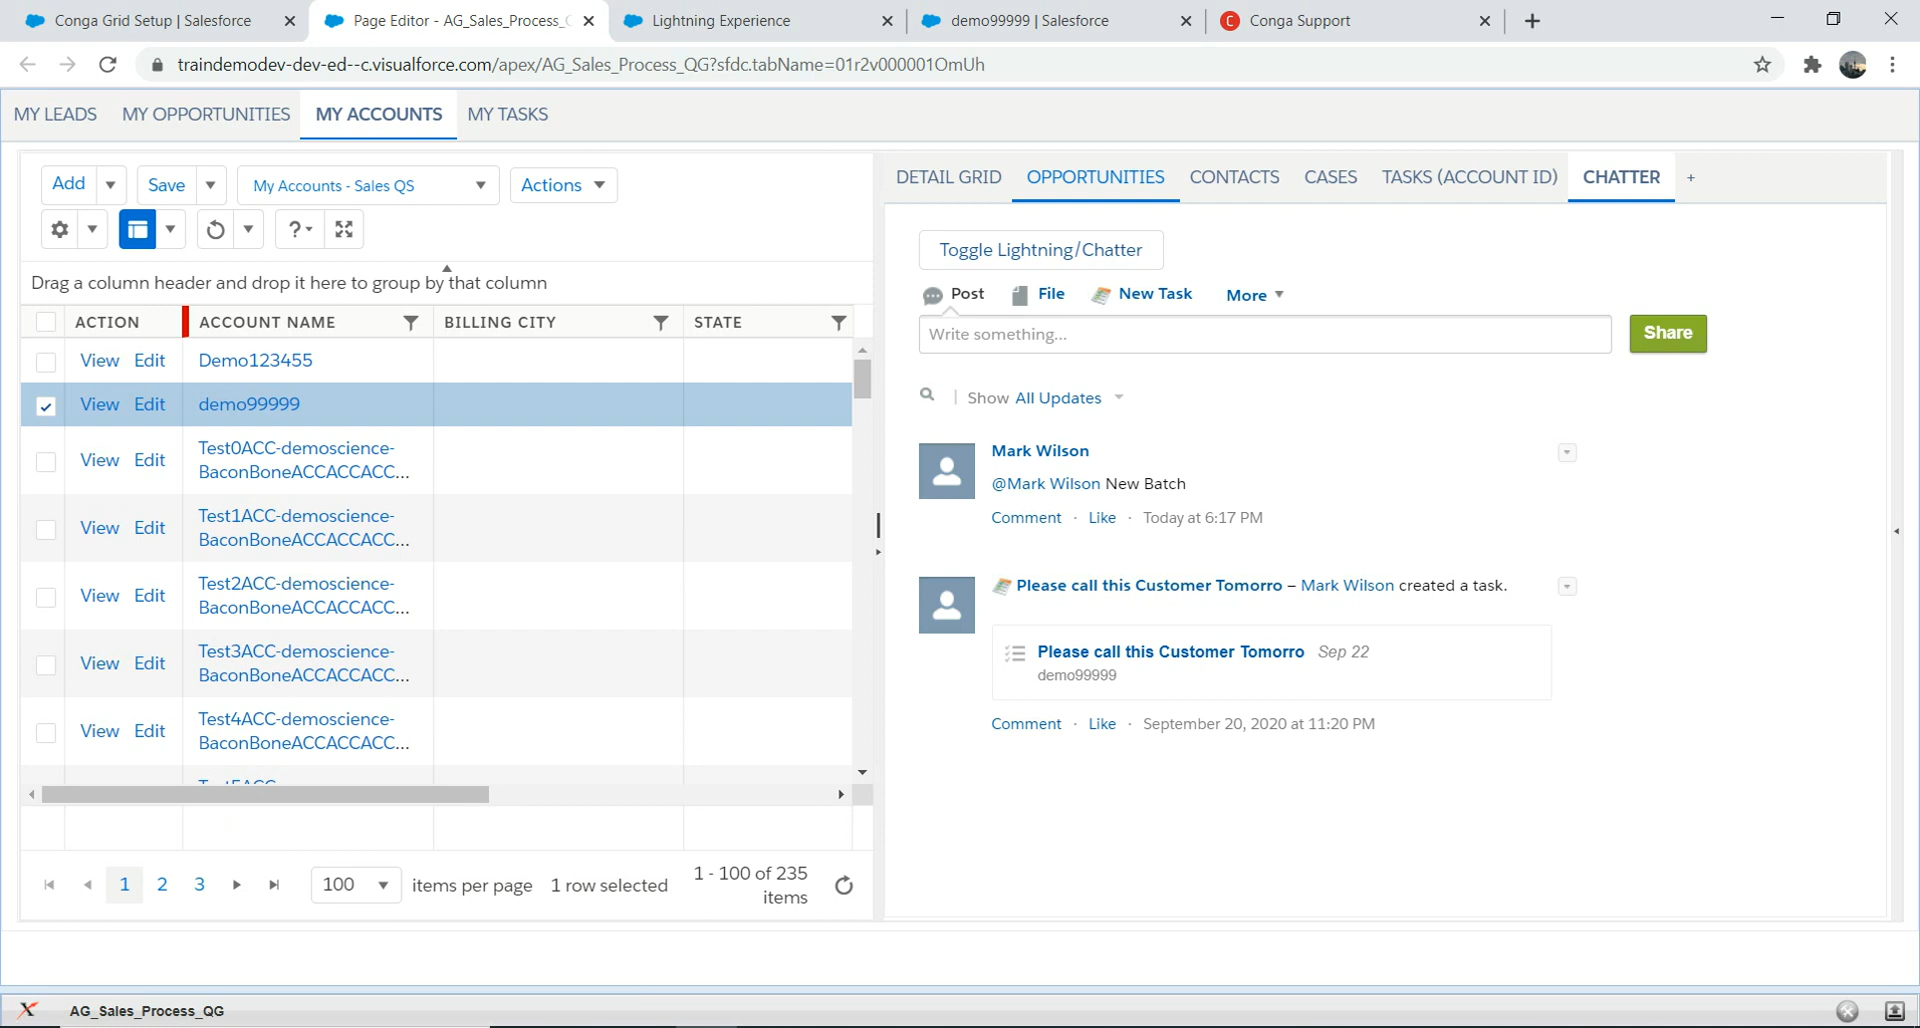 Conga Grid Setup | Salesforce
Page Editor - AG_Sales_Process_
Lightning Experience
demo99999 | Salesforce
Conga Support
traindemodev-dev-ed--c.visualforce.com/apex/AG_Sales_Process_QG?sfdc.tabName=01r2v000001OmUh
MY LEADS MY OPPORTUNITIES MY ACCOUNTS MY TASKS
Add Save My Accounts - Sales QS Actions
?
Drag a column header and drop it here to group by that column
ACTION ACCOUNT NAME BILLING CITY STATE
View Edit Demo123455
View Edit demo99999
View Edit Test0ACC-demoscience-
BaconBoneACCACCACC...
View Edit Test1ACC-demoscience-
BaconBoneACCACCACC...
View Edit Test2ACC-demoscience-
BaconBoneACCACCACC...
View Edit Test3ACC-demoscience-
BaconBoneACCACCACC...
View Edit Test4ACC-demoscience-
BaconBoneACCACCACC...
1 2 3 100 items per page 1 row selected 1 - 100 of 235
items
DETAIL GRID OPPORTUNITIES CONTACTS CASES TASKS (ACCOUNT ID) CHATTER +
Toggle Lightning/Chatter
Post File New Task More
Write something... Share
Show All Updates
Mark Wilson
@Mark Wilson New Batch
Comment · Like · Today at 6:17 PM
Please call this Customer Tomorro – Mark Wilson created a task.
Please call this Customer Tomorro Sep 22
demo99999
Comment · Like · September 20, 2020 at 11:20 PM
AG_Sales_Process_QG